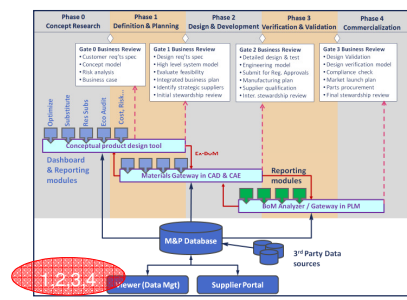 Phase 0
Concept Research
Phase 1
Definition & Planning
Phase 2
Design & Development
Phase 3
Verification & Validation
Phase 4
Commercialization
Gate 0 Business Review
• Customer req'ts spec
• Concept model
• Risk analysis
• Business case
Gate 1 Business Review
• Design req'ts spec
• High level system model
• Evaluate feasibility
• Integrated business plan
• Identify strategic suppliers
• Initial stewardship review
Gate 2 Business Review
• Detailed design & test
• Engineering model
• Submit for Reg. Approvals
• Manufacturing plan
• Supplier qualification
• Inter. stewardship review
Gate 3 Business Review
• Design Validation
• Design verification model
• Compliance check
• Market launch plan
• Parts procurement
• Final stewardship review
Optimize
Substitute
Res Subs
Eco Audit
Cost, Risk...
Conceptual product design tool
Dashboard
& Reporting
modules
Materials Gateway in CAD & CAE
Reporting
modules
BoM Analyzer / Gateway in PLM
M&P Database
3rd Party Data
sources
1,2,3,4
Viewer (Data Mgt)
Supplier Portal